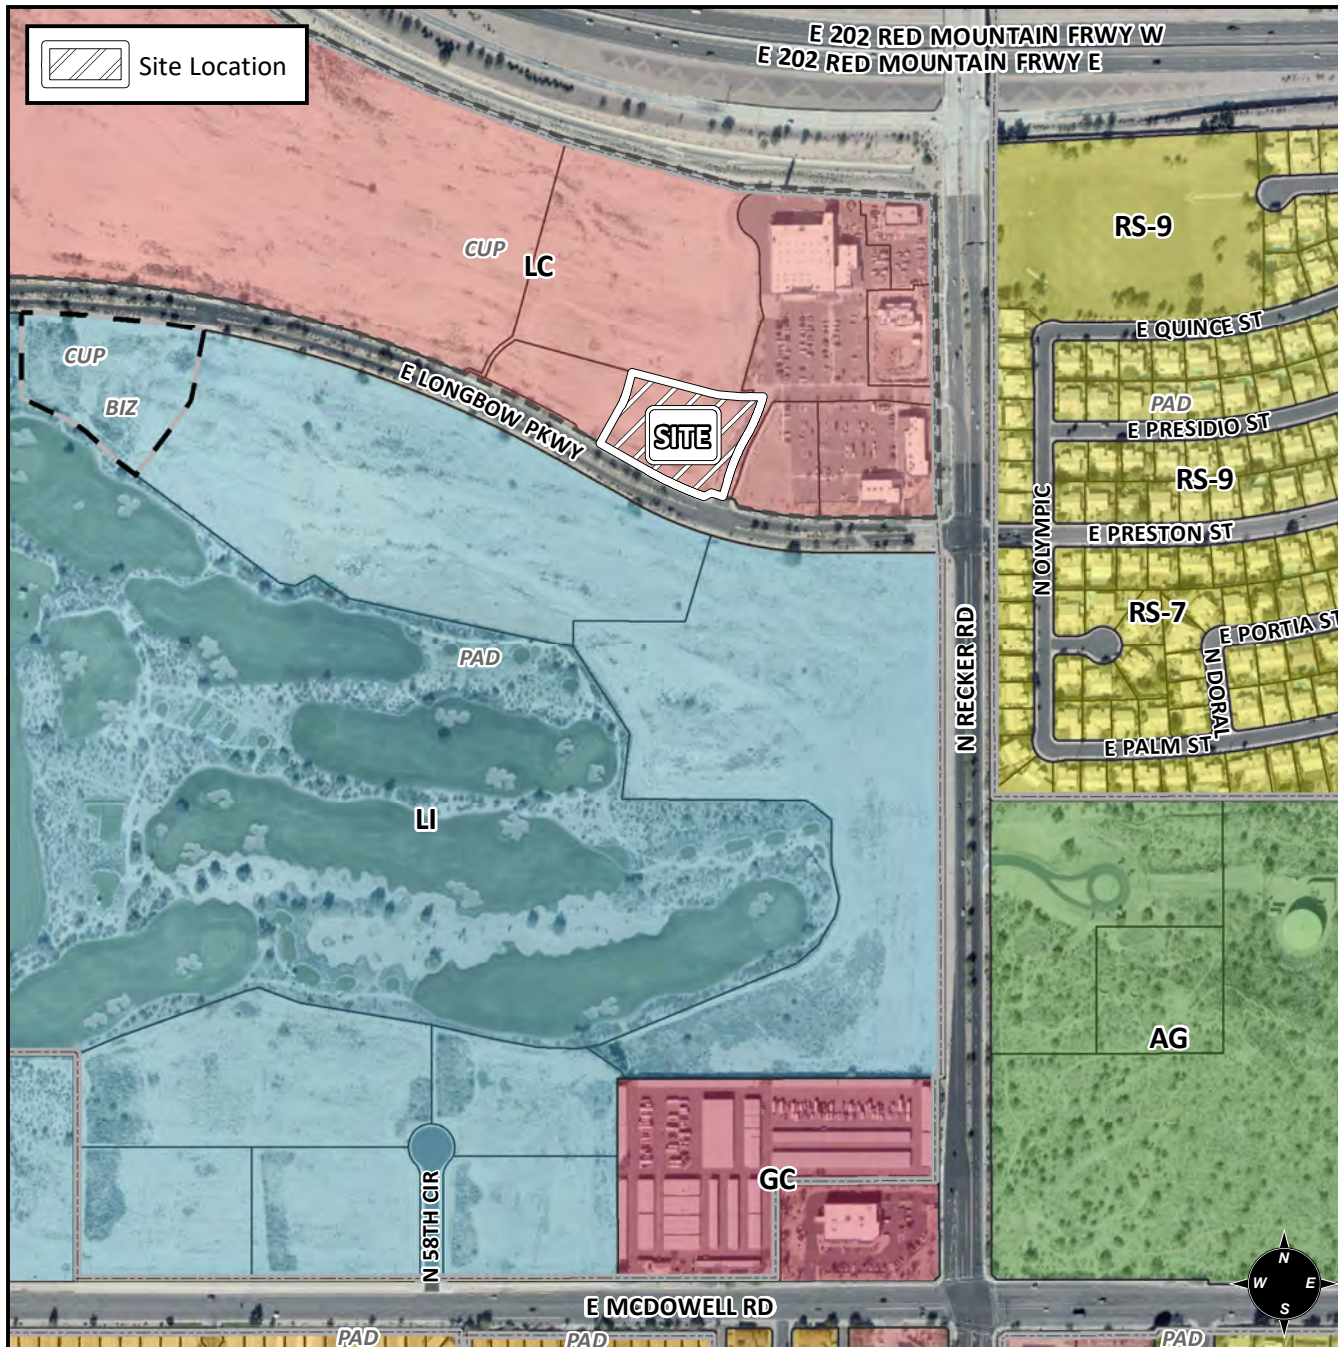 E 202 RED MOUNTAIN FRWY W
E 202 RED MOUNTAIN FRWY E
Site Location
RS-9
CUP
LC
E QUINCE ST
CUP
BIZ
E LONGBOW PKWY
SITE
PAD
E PRESIDIO ST
RS-9
E PRESTON ST
N OLYMPIC
RS-7
E PORTIA ST
N DORAL
PAD
N RECKER RD
E PALM ST
LI
AG
GC
N 58TH CIR
N
W E
S
E MCDOWELL RD
PAD
PAD
PAD